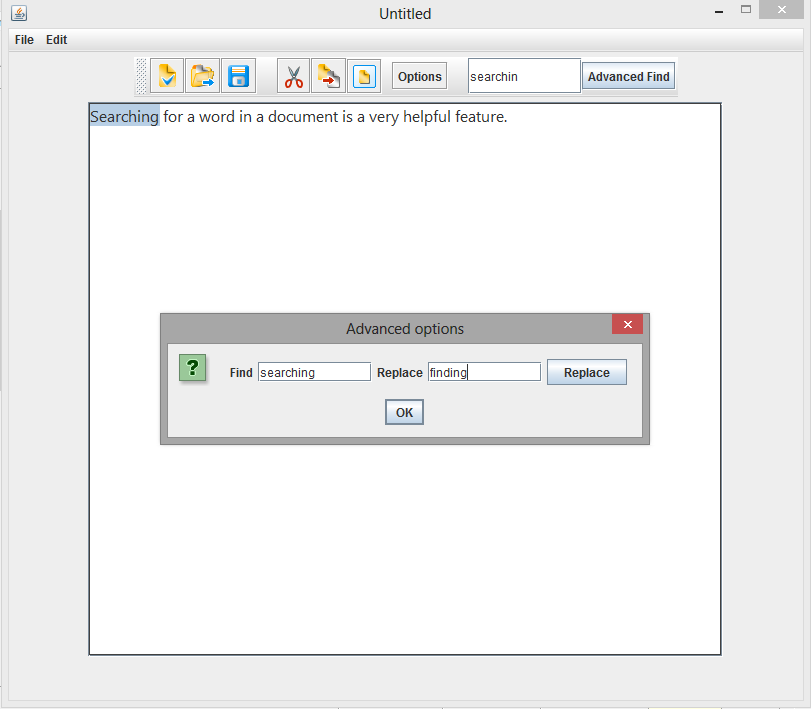 Untitled
File Edit
Options searchin Advanced Find
Searching for a word in a document is a very helpful feature.
Advanced options
? Find searching Replace finding Replace
OK